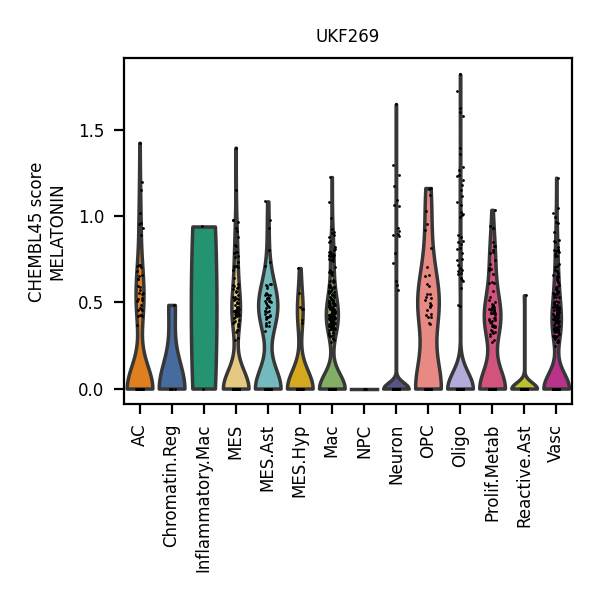 UKF269
CHEMBL45 score
MELATONIN
1.5
1.0
0.5
0.0
AC
Chromatin.Reg
Inflammatory.Mac
MES
MES.Ast
MES.Hyp
Mac
NPC
Neuron
OPC
Oligo
Prolif.Metab
Reactive.Ast
Vasc